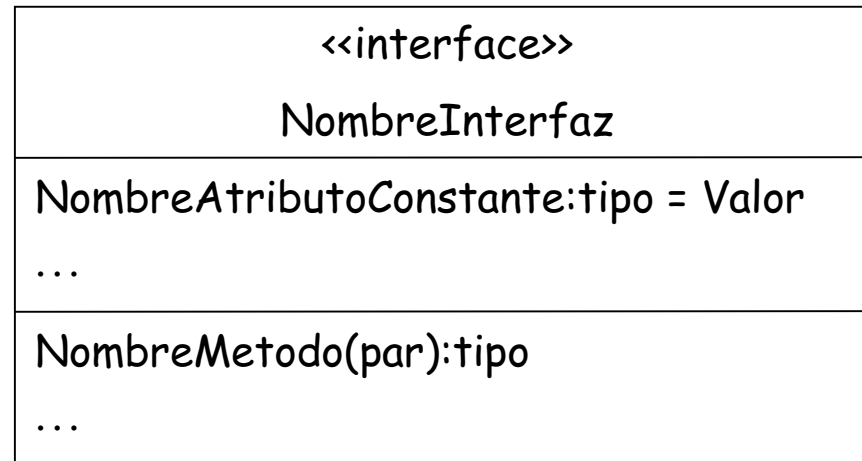 <<interface>>
NombreInterfaz
NombreAtributoConstante:tipo = Valor
...
NombreMetodo(par):tipo
...